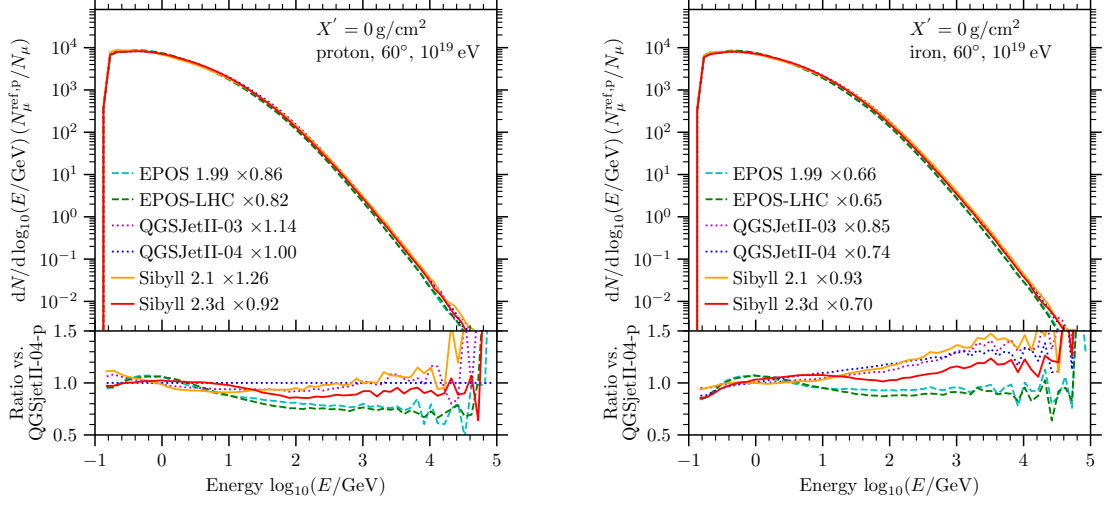 X′ = 0 g/cm²
proton, 60°, 10¹⁹ eV
dN/d log₁₀(E/GeV) (N_μ^{ref,p}/N_μ)
10⁴
10³
10²
10¹
10⁰
10⁻¹
10⁻²
EPOS 1.99 ×0.86
EPOS-LHC ×0.82
QGSJetII-03 ×1.14
QGSJetII-04 ×1.00
Sibyll 2.1 ×1.26
Sibyll 2.3d ×0.92
Ratio vs.
QGSjetII-04-p
1.5
1.0
0.5
−1 0 1 2 3 4 5
Energy log₁₀(E/GeV)
X′ = 0 g/cm²
iron, 60°, 10¹⁹ eV
dN/d log₁₀(E/GeV) (N_μ^{ref,p}/N_μ)
10⁴
10³
10²
10¹
10⁰
10⁻¹
10⁻²
EPOS 1.99 ×0.66
EPOS-LHC ×0.65
QGSJetII-03 ×0.85
QGSJetII-04 ×0.74
Sibyll 2.1 ×0.93
Sibyll 2.3d ×0.70
Ratio vs.
QGSjetII-04-p
1.5
1.0
0.5
−1 0 1 2 3 4 5
Energy log₁₀(E/GeV)